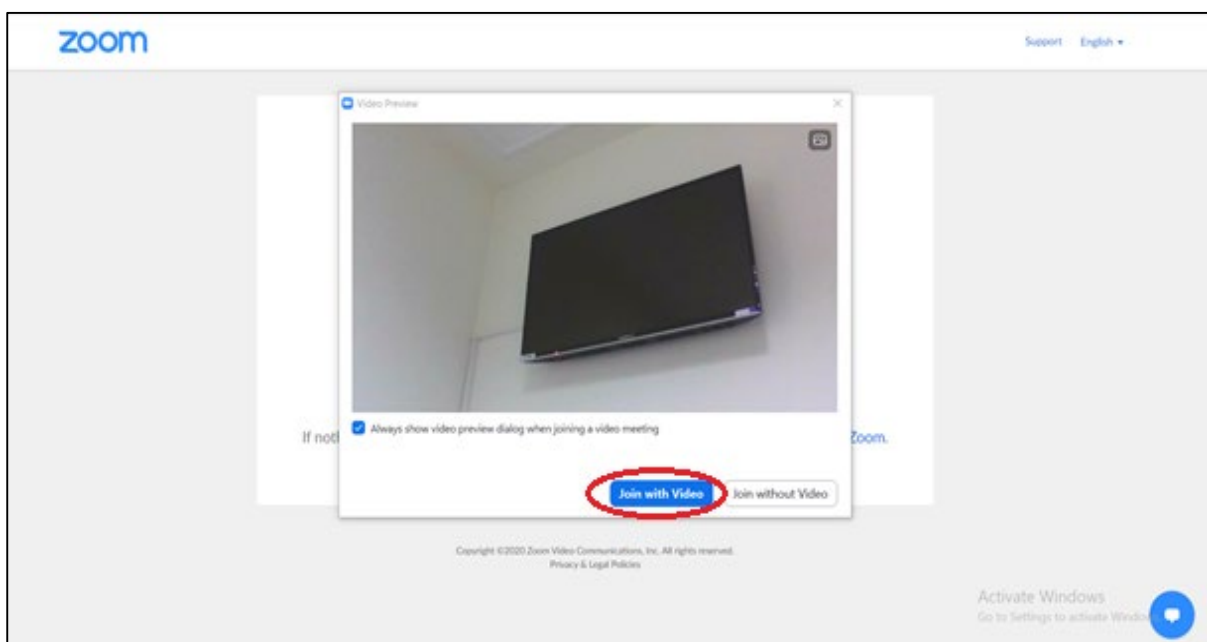 zoom
Support English
Video Preview
Always show video preview dialog when joining a video meeting
If not
Zoom.
Join with Video Join without Video
Copyright ©2020 Zoom Video Communications, Inc. All rights reserved.
Privacy & Legal Policies
Activate Windows
Go to Settings to activate Windows